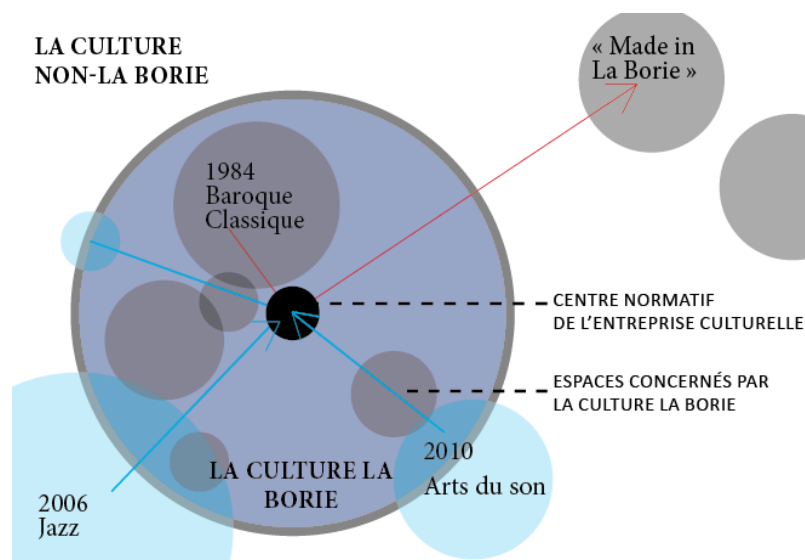 LA CULTURE
NON-LA BORIE
« Made in
La Borie »
1984
Baroque
Classique
CENTRE NORMATIF
DE L’ENTREPRISE CULTURELLE
ESPACES CONCERNÉS PAR
LA CULTURE LA BORIE
2010
Arts du son
LA CULTURE LA
BORIE
2006
Jazz